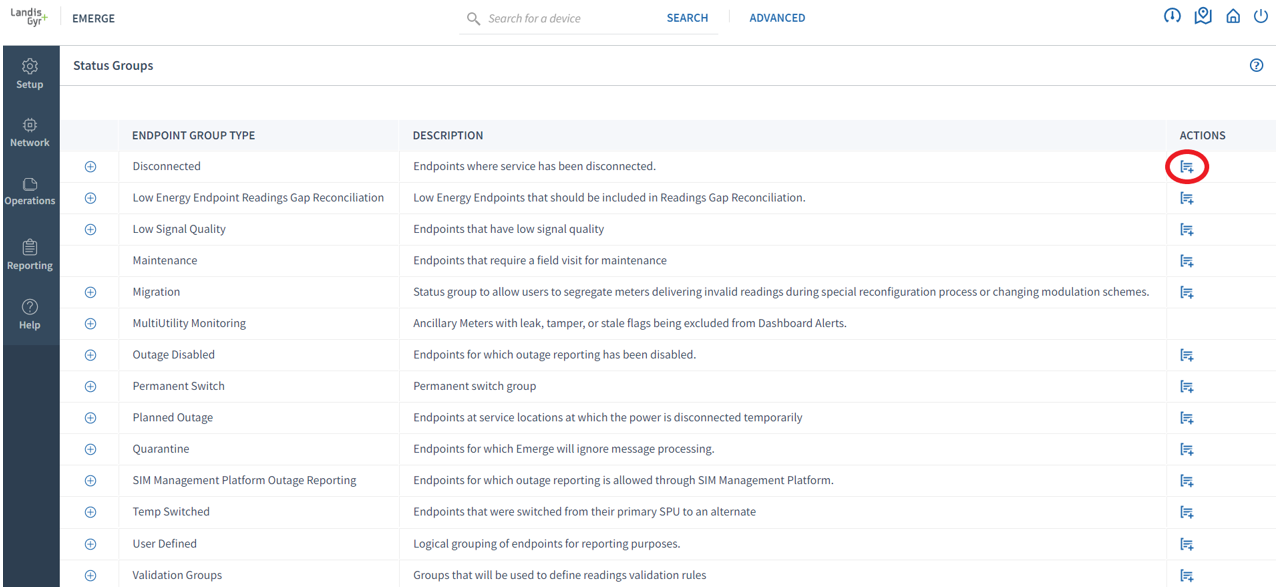 Landis+ Gyr EMERGE Search for a device SEARCH ADVANCED
Setup
Network
Operations
Reporting
Help
Status Groups
ENDPOINT GROUP TYPE DESCRIPTION ACTIONS
Disconnected Endpoints where service has been disconnected.
Low Energy Endpoint Readings Gap Reconciliation Low Energy Endpoints that should be included in Readings Gap Reconciliation.
Low Signal Quality Endpoints that have low signal quality
Maintenance Endpoints that require a field visit for maintenance
Migration Status group to allow users to segregate meters delivering invalid readings during special reconfiguration process or changing modulation schemes.
MultiUtility Monitoring Ancillary Meters with leak, tamper, or stale flags being excluded from Dashboard Alerts.
Outage Disabled Endpoints for which outage reporting has been disabled.
Permanent Switch Permanent switch group
Planned Outage Endpoints at service locations at which the power is disconnected temporarily
Quarantine Endpoints for which Emerge will ignore message processing.
SIM Management Platform Outage Reporting Endpoints for which outage reporting is allowed through SIM Management Platform.
Temp Switched Endpoints that were switched from their primary SPU to an alternate
User Defined Logical grouping of endpoints for reporting purposes.
Validation Groups Groups that will be used to define readings validation rules